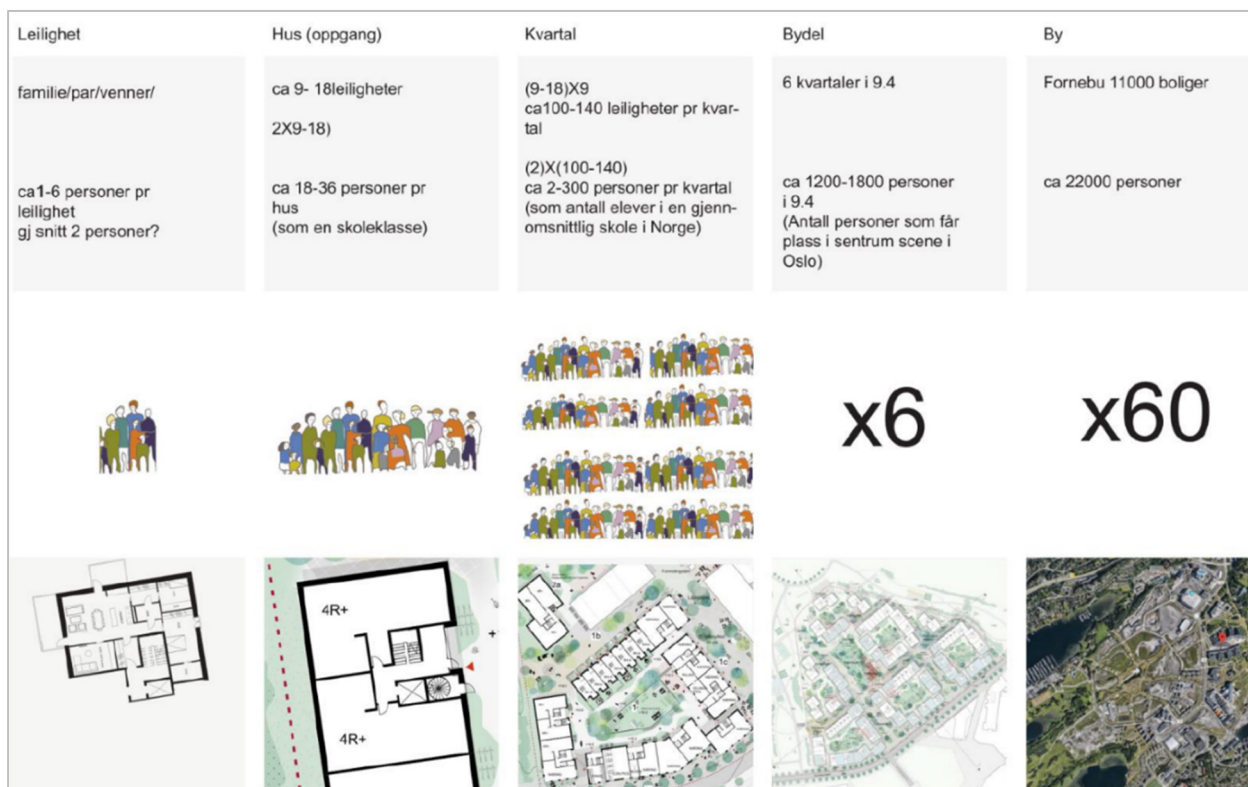 Leilighet
familie/par/venner/
ca1-6 personer pr
leilighet
gj snitt 2 personer?
Hus (oppgang)
ca 9- 18leiligheter
2X9-18)
ca 18-36 personer pr
hus
(som en skoleklasse)
Kvartal
(9-18)X9
ca100-140 leiligheter pr kvar-
tal
(2)X(100-140)
ca 2-300 personer pr kvartal
(som antall elever i en gjenn-
omsnittlig skole i Norge)
Bydel
6 kvartaler i 9.4
ca 1200-1800 personer
i 9.4
(Antall personer som får
plass i sentrum scene i
Oslo)
By
Fornebu 11000 boliger
ca 22000 personer
x6
x60
4R+
4R+
2a
1b
1c